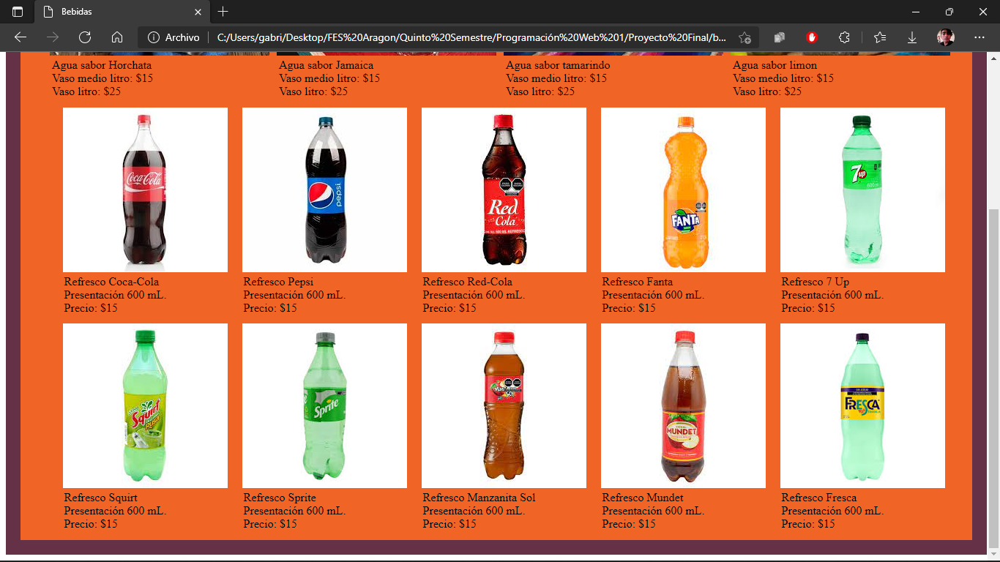 Bebidas
Archivo
C:/Users/gabri/Desktop/FES%20Aragon/Quinto%20Semestre/Programación%20Web%201/Proyecto%20Final/b...
Agua sabor Horchata
Vaso medio litro: $15
Vaso litro: $25
Agua sabor Jamaica
Vaso medio litro: $15
Vaso litro: $25
Agua sabor tamarindo
Vaso medio litro: $15
Vaso litro: $25
Agua sabor limon
Vaso medio litro: $15
Vaso litro: $25
Coca-Cola
Refresco Coca-Cola
Presentación 600 mL.
Precio: $15
pepsi
Refresco Pepsi
Presentación 600 mL.
Precio: $15
Red
Cola
Refresco Red-Cola
Presentación 600 mL.
Precio: $15
FANTA
Refresco Fanta
Presentación 600 mL.
Precio: $15
7up
600ml
Refresco 7 Up
Presentación 600 mL.
Precio: $15
Squirt
Refresco Squirt
Presentación 600 mL.
Precio: $15
Sprite
Refresco Sprite
Presentación 600 mL.
Precio: $15
Sol
Refresco Manzanita Sol
Presentación 600 mL.
Precio: $15
MUNDET
Refresco Mundet
Presentación 600 mL.
Precio: $15
FRESCA
Refresco Fresca
Presentación 600 mL.
Precio: $15